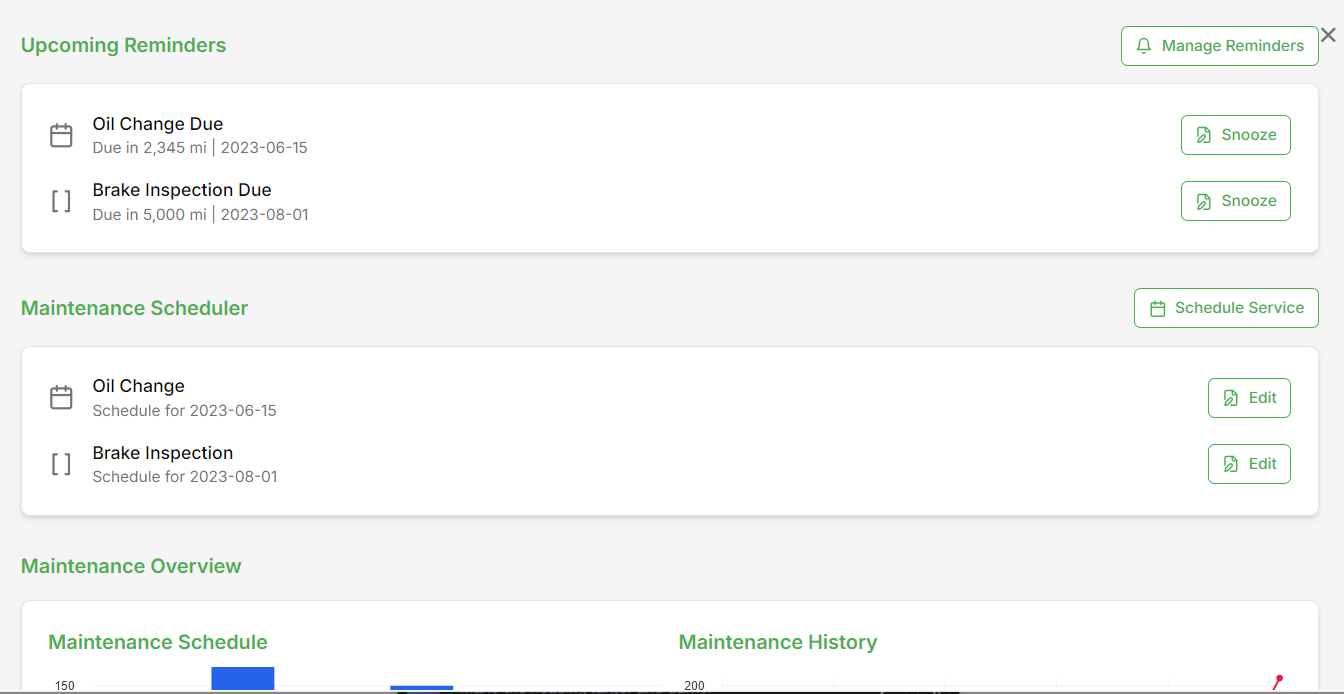 Upcoming Reminders
Manage Reminders
Oil Change Due
Due in 2,345 mi | 2023-06-15
Snooze
Brake Inspection Due
Due in 5,000 mi | 2023-08-01
Snooze
Maintenance Scheduler
Schedule Service
Oil Change
Schedule for 2023-06-15
Edit
Brake Inspection
Schedule for 2023-08-01
Edit
Maintenance Overview
Maintenance Schedule
Maintenance History
150
200